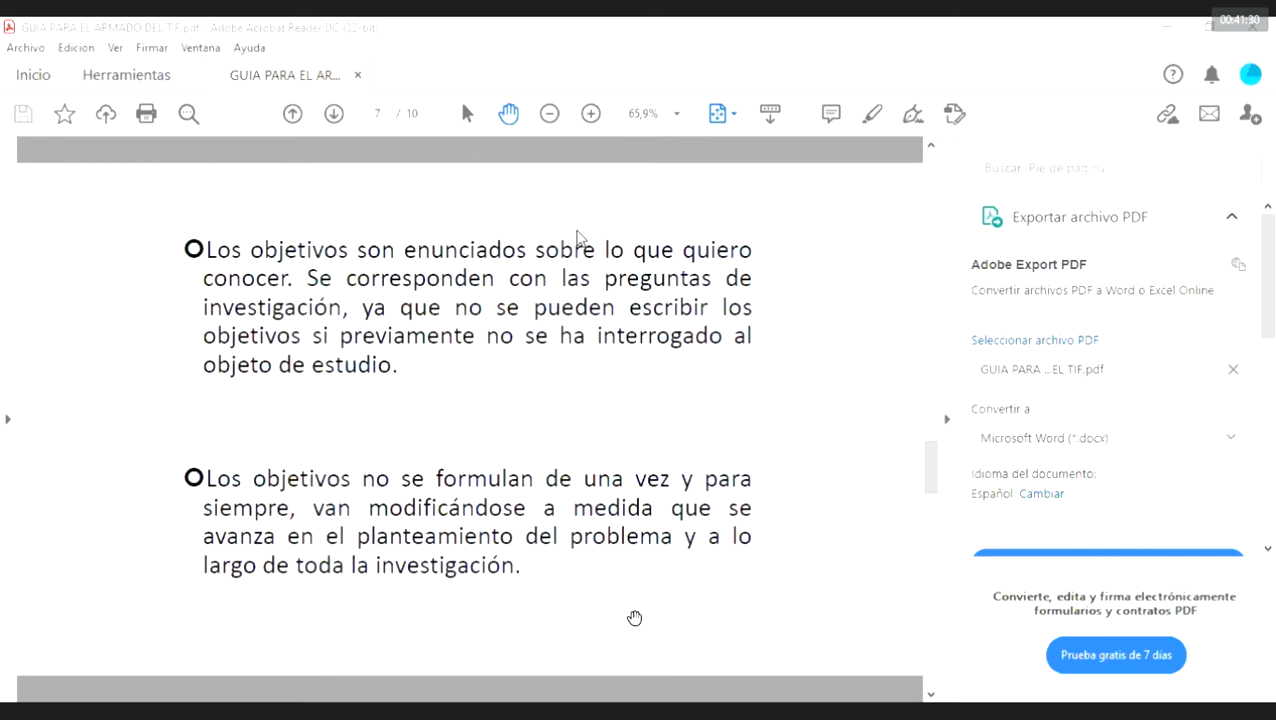 00:41:30
GUIA PARA EL ARMADO DEL TIF.pdf - Adobe Acrobat Reader DC (32-bit)
Archivo Edición Ver Firmar Ventana Ayuda
Inicio Herramientas GUIA PARA EL AR... ×
7 / 10 65,9%
Buscar: Pie de página
Exportar archivo PDF
Los objetivos son enunciados sobre lo que quiero
conocer. Se corresponden con las preguntas de
investigación, ya que no se pueden escribir los
objetivos si previamente no se ha interrogado al
objeto de estudio.
Los objetivos no se formulan de una vez y para
siempre, van modificándose a medida que se
avanza en el planteamiento del problema y a lo
largo de toda la investigación.
Adobe Export PDF
Convertir archivos PDF a Word o Excel Online
Seleccionar archivo PDF
GUIA PARA ...EL TIF.pdf
Convertir a
Microsoft Word (*.docx)
Idioma del documento:
Español Cambiar
Convierte, edita y firma electrónicamente
formularios y contratos PDF
Prueba gratis de 7 días